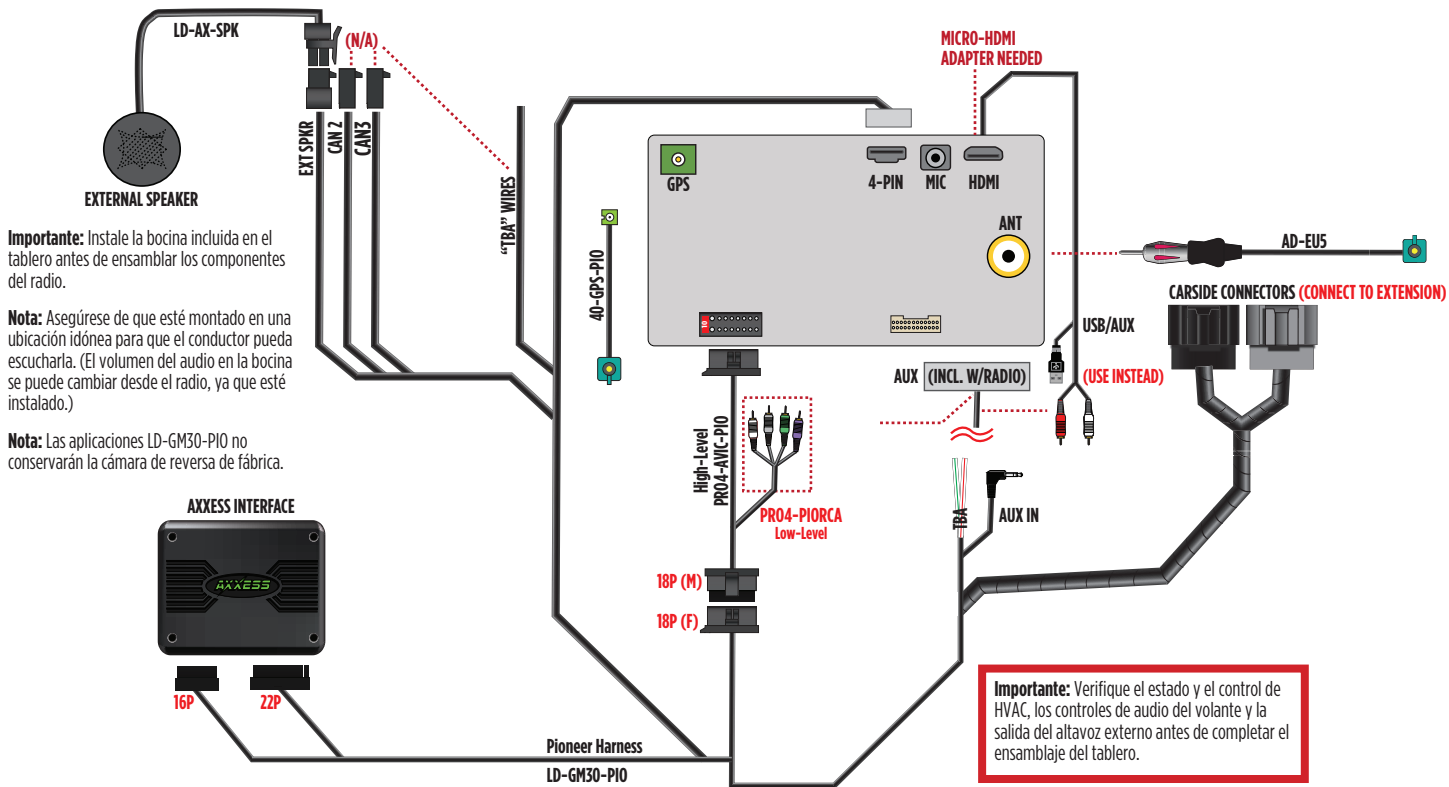 LD-AX-SPK
(N/A)
EXT SPKR
CAN 2
CAN3
EXTERNAL SPEAKER
Importante: Instale la bocina incluida en el
tablero antes de ensamblar los componentes
del radio.
Nota: Asegúrese de que esté montado en una
ubicación idónea para que el conductor pueda
escucharla. (El volumen del audio en la bocina
se puede cambiar desde el radio, ya que esté
instalado.)
Nota: Las aplicaciones LD-GM30-PIO no
conservarán la cámara de reversa de fábrica.
AXXESS INTERFACE
AXXESS
16P
22P
Pioneer Harness
LD-GM30-PIO
"TBA" WIRES
40-GPS-PIO
MICRO-HDMI
ADAPTER NEEDED
GPS
4-PIN
MIC
HDMI
ANT
10
AD-EU5
CARSIDE CONNECTORS (CONNECT TO EXTENSION)
USB/AUX
AUX (INCL. W/RADIO)
(USE INSTEAD)
High-Level
PRO4-AVIC-PIO
PRO4-PIORCA
Low-Level
TBA
AUX IN
18P (M)
18P (F)
Importante: Verifique el estado y el control de
HVAC, los controles de audio del volante y la
salida del altavoz externo antes de completar el
ensamblaje del tablero.